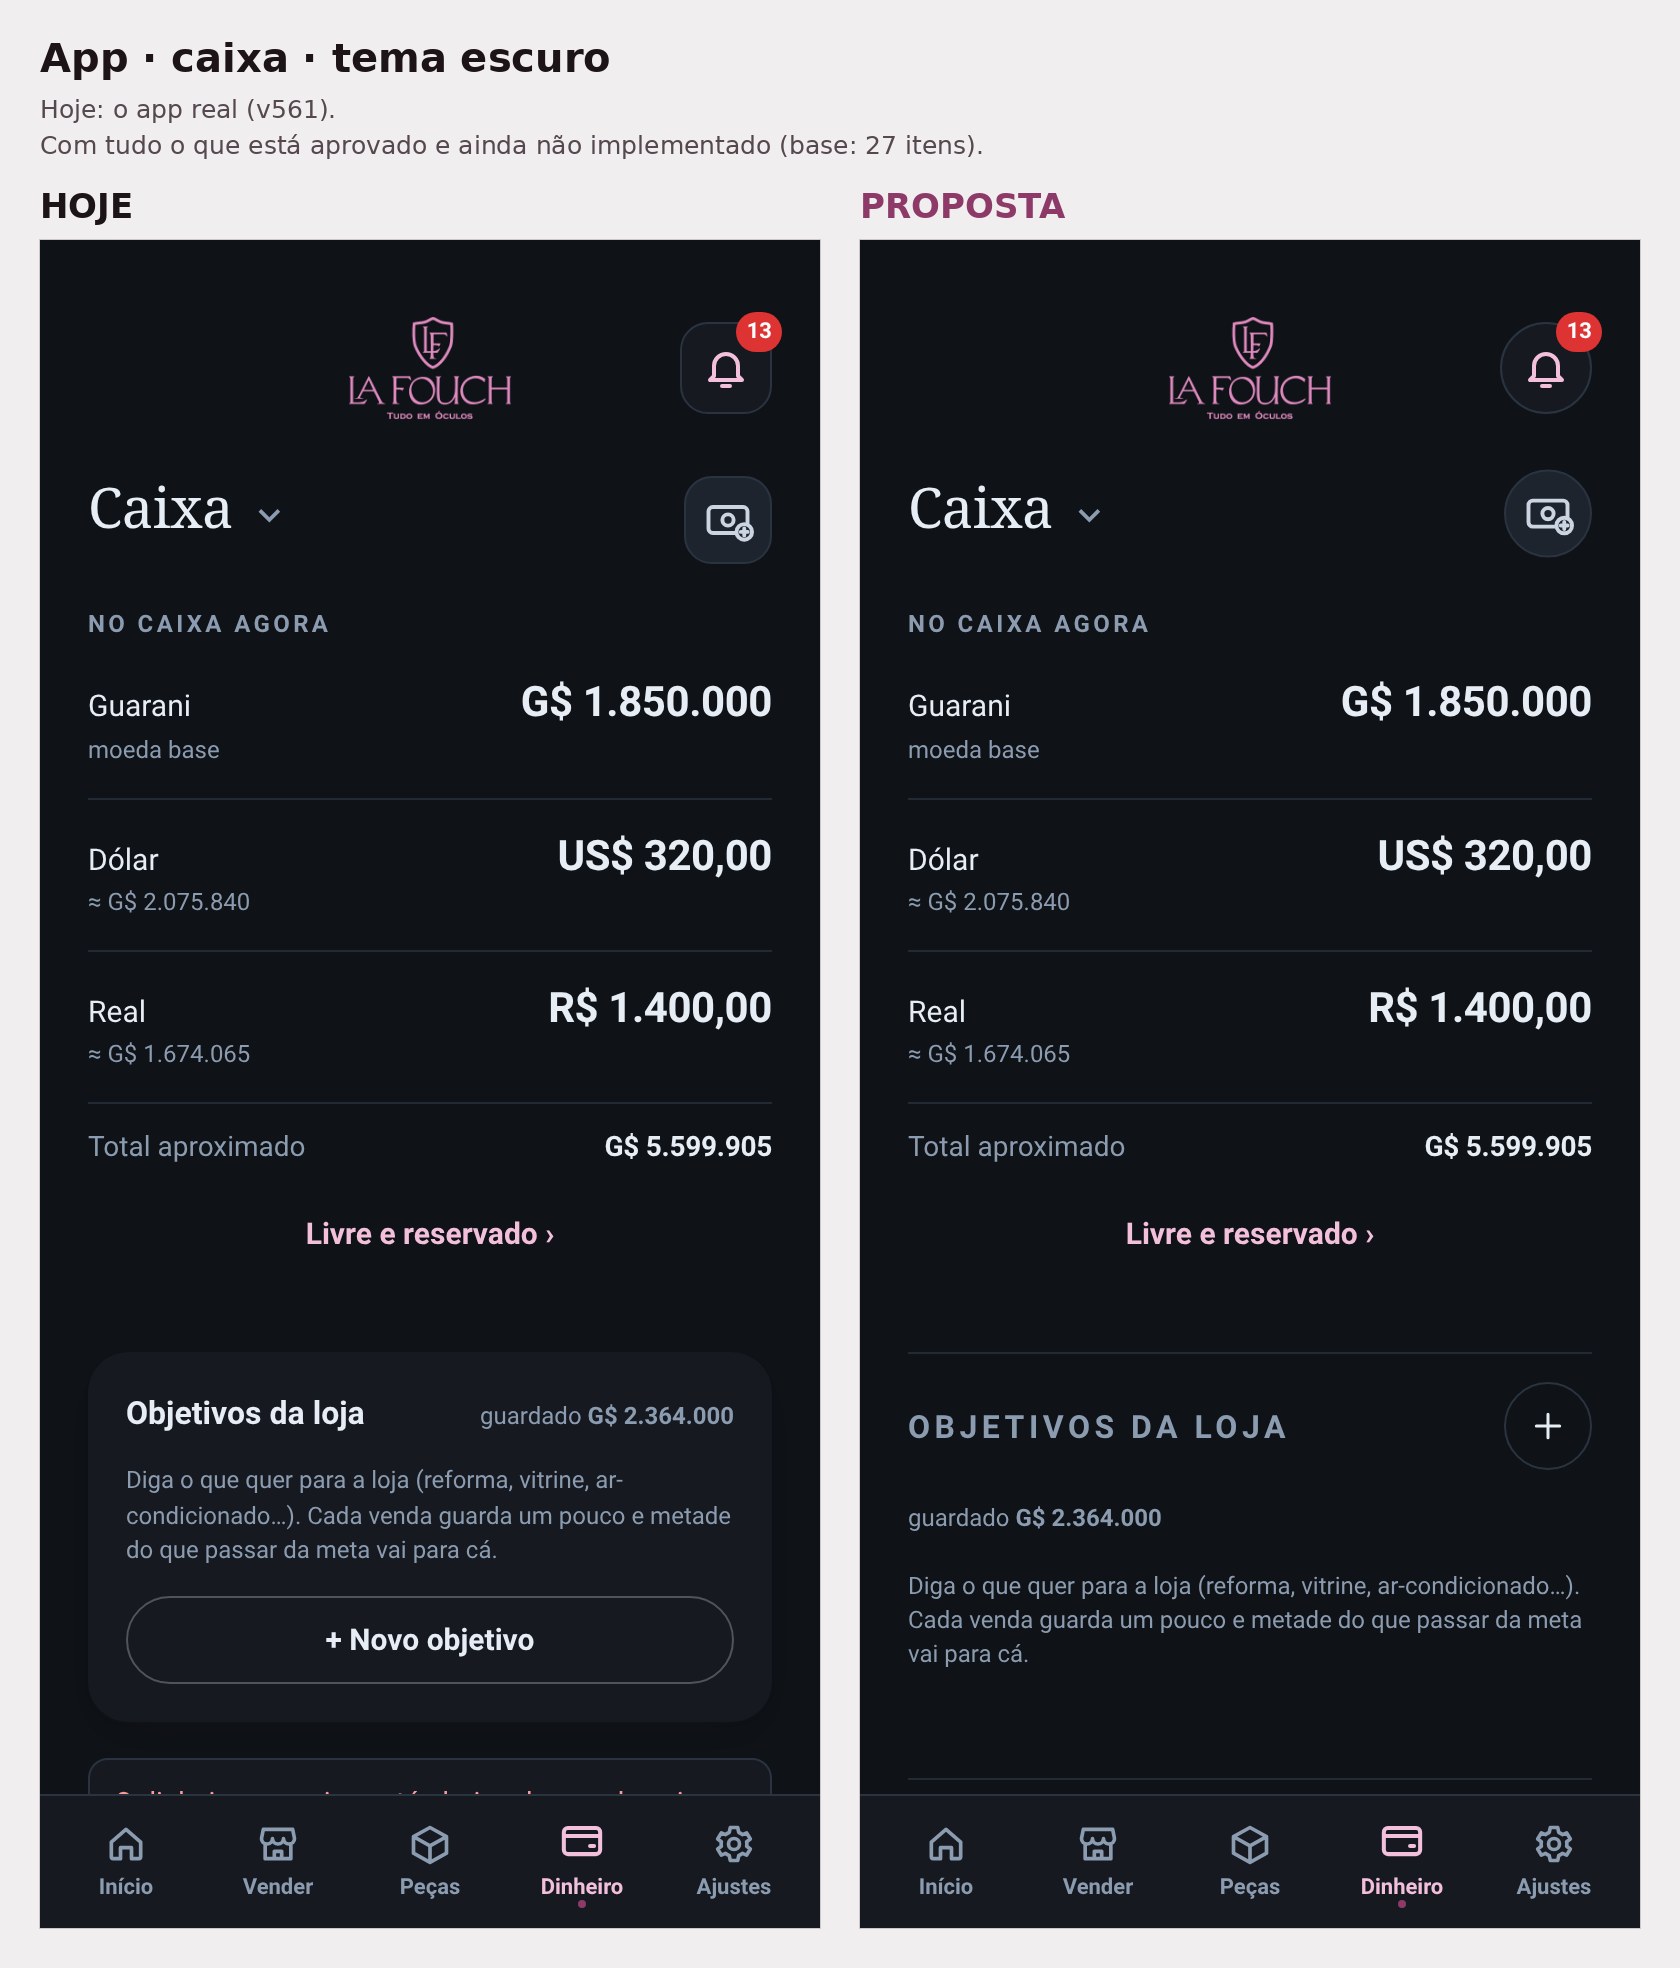 App · caixa · tema escuro
Hoje: o app real (v561).
Com tudo o que está aprovado e ainda não implementado (base: 27 itens).
HOJE
LF
LA FOUCH
TUDO EM ÓCULOS
13
Caixa
NO CAIXA AGORA
Guarani G$ 1.850.000
moeda base
Dólar US$ 320,00
≈ G$ 2.075.840
Real R$ 1.400,00
≈ G$ 1.674.065
Total aproximado G$ 5.599.905
Livre e reservado ›
Objetivos da loja guardado G$ 2.364.000
Diga o que quer para a loja (reforma, vitrine, ar-
condicionado…). Cada venda guarda um pouco e metade
do que passar da meta vai para cá.
+ Novo objetivo
Início Vender Peças Dinheiro Ajustes
PROPOSTA
LF
LA FOUCH
TUDO EM ÓCULOS
13
Caixa
NO CAIXA AGORA
Guarani G$ 1.850.000
moeda base
Dólar US$ 320,00
≈ G$ 2.075.840
Real R$ 1.400,00
≈ G$ 1.674.065
Total aproximado G$ 5.599.905
Livre e reservado ›
OBJETIVOS DA LOJA +
guardado G$ 2.364.000
Diga o que quer para a loja (reforma, vitrine, ar-condicionado…).
Cada venda guarda um pouco e metade do que passar da meta
vai para cá.
Início Vender Peças Dinheiro Ajustes